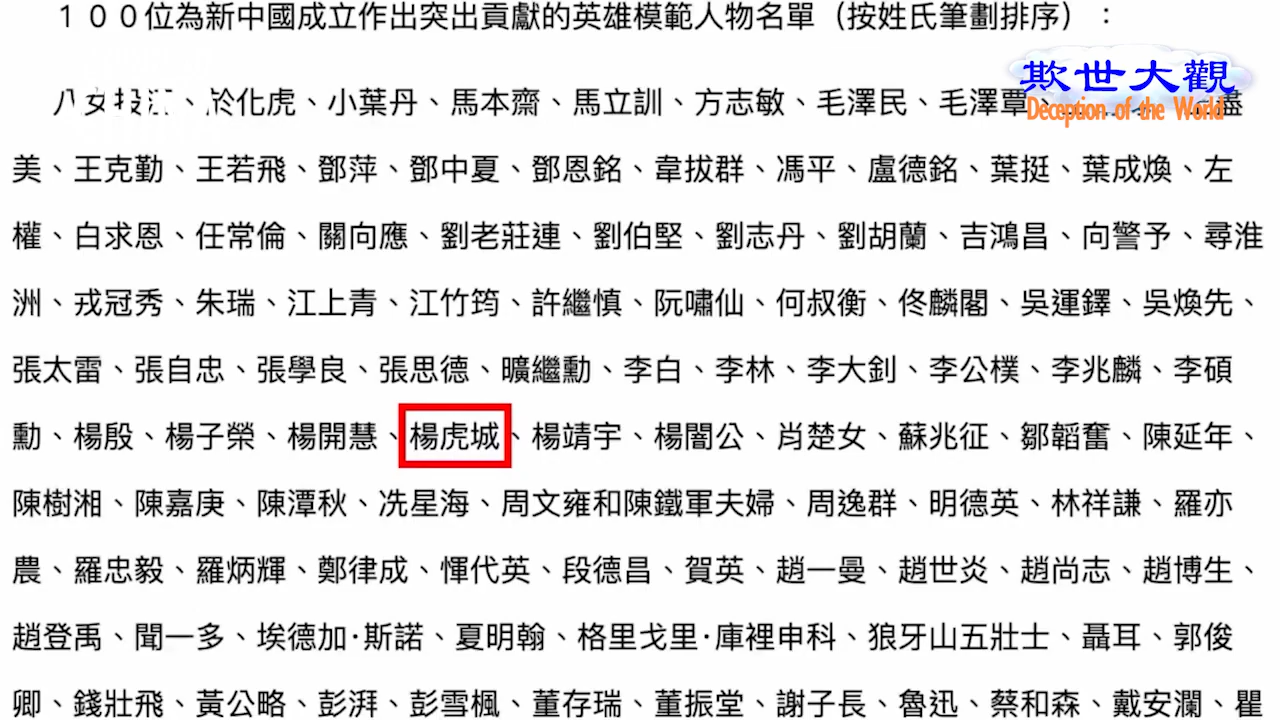 １００位為新中國成立作出突出貢獻的英雄模範人物名單（按姓氏筆劃排序）：
欺世大觀
Deception of the World
八女投江、於化虎、小葉丹、馬本齋、馬立訓、方志敏、毛澤民、毛澤覃、盡
美、王克勤、王若飛、鄧萍、鄧中夏、鄧恩銘、韋拔群、馮平、盧德銘、葉挺、葉成煥、左
權、白求恩、任常倫、關向應、劉老莊連、劉伯堅、劉志丹、劉胡蘭、吉鴻昌、向警予、尋淮
洲、戎冠秀、朱瑞、江上青、江竹筠、許繼慎、阮嘯仙、何叔衡、佟麟閣、吳運鐸、吳煥先、
張太雷、張自忠、張學良、張思德、曠繼勳、李白、李林、李大釗、李公樸、李兆麟、李碩
勳、楊殷、楊子榮、楊開慧、楊虎城、楊靖宇、楊闇公、肖楚女、蘇兆征、鄒韜奮、陳延年、
陳樹湘、陳嘉庚、陳潭秋、冼星海、周文雍和陳鐵軍夫婦、周逸群、明德英、林祥謙、羅亦
農、羅忠毅、羅炳輝、鄭律成、惲代英、段德昌、賀英、趙一曼、趙世炎、趙尚志、趙博生、
趙登禹、聞一多、埃德加·斯諾、夏明翰、格里戈里·庫裡申科、狼牙山五壯士、聶耳、郭俊
卿、錢壯飛、黃公略、彭湃、彭雪楓、董存瑞、董振堂、謝子長、魯迅、蔡和森、戴安瀾、瞿